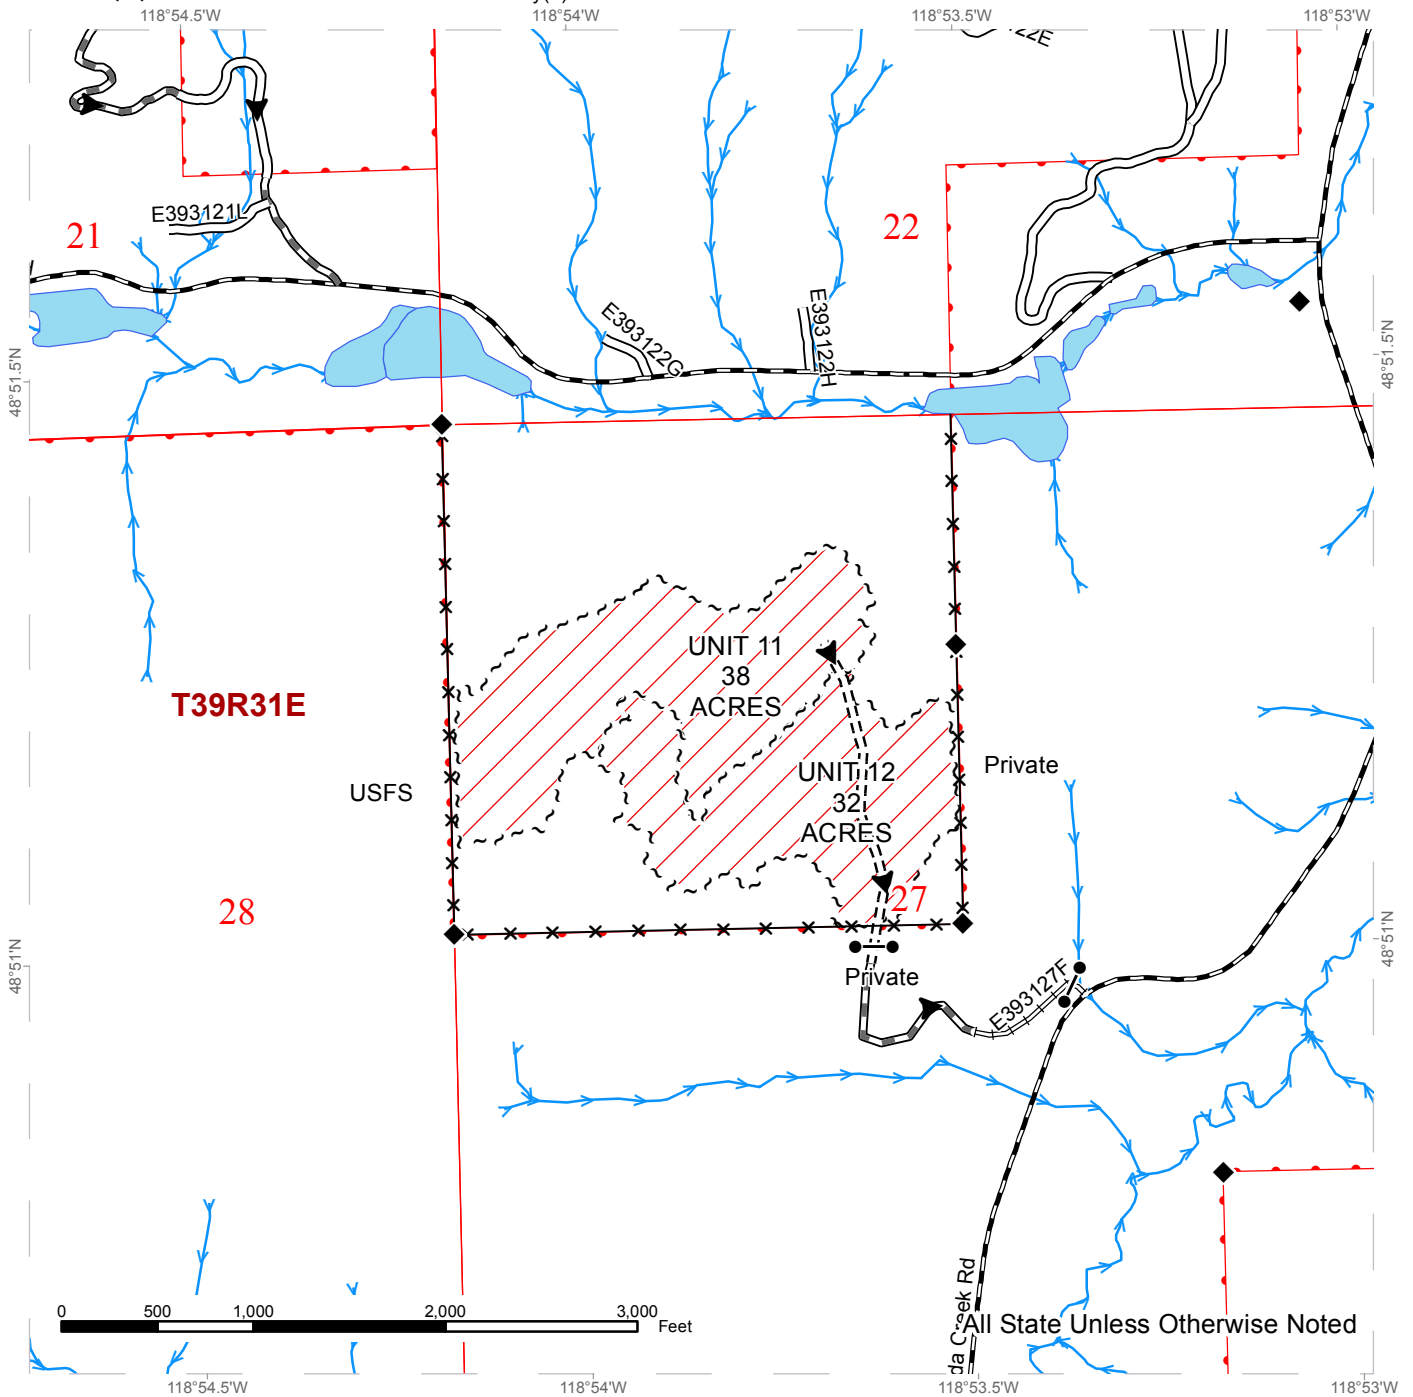 118°54.5'W
118°54'W
118°53.5'W
118°53'W
E393121L
21
22
E393122G
E393122H
48°51.5'N
48°51.5'N
UNIT 11
38
ACRES
T39R31E
UNIT 12
32
ACRES
USFS
Private
28
27
48°51'N
48°51'N
Private
E393127F
da Creek Rd
0 500 1,000 2,000 3,000
Feet
All State Unless Otherwise Noted
118°54.5'W
118°54'W
118°53.5'W
118°53'W